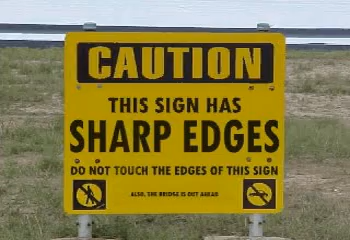 CAUTION
THIS SIGN HAS
SHARP EDGES
DO NOT TOUCH THE EDGES OF THIS SIGN
ALSO, THE BRIDGE IS OUT AHEAD